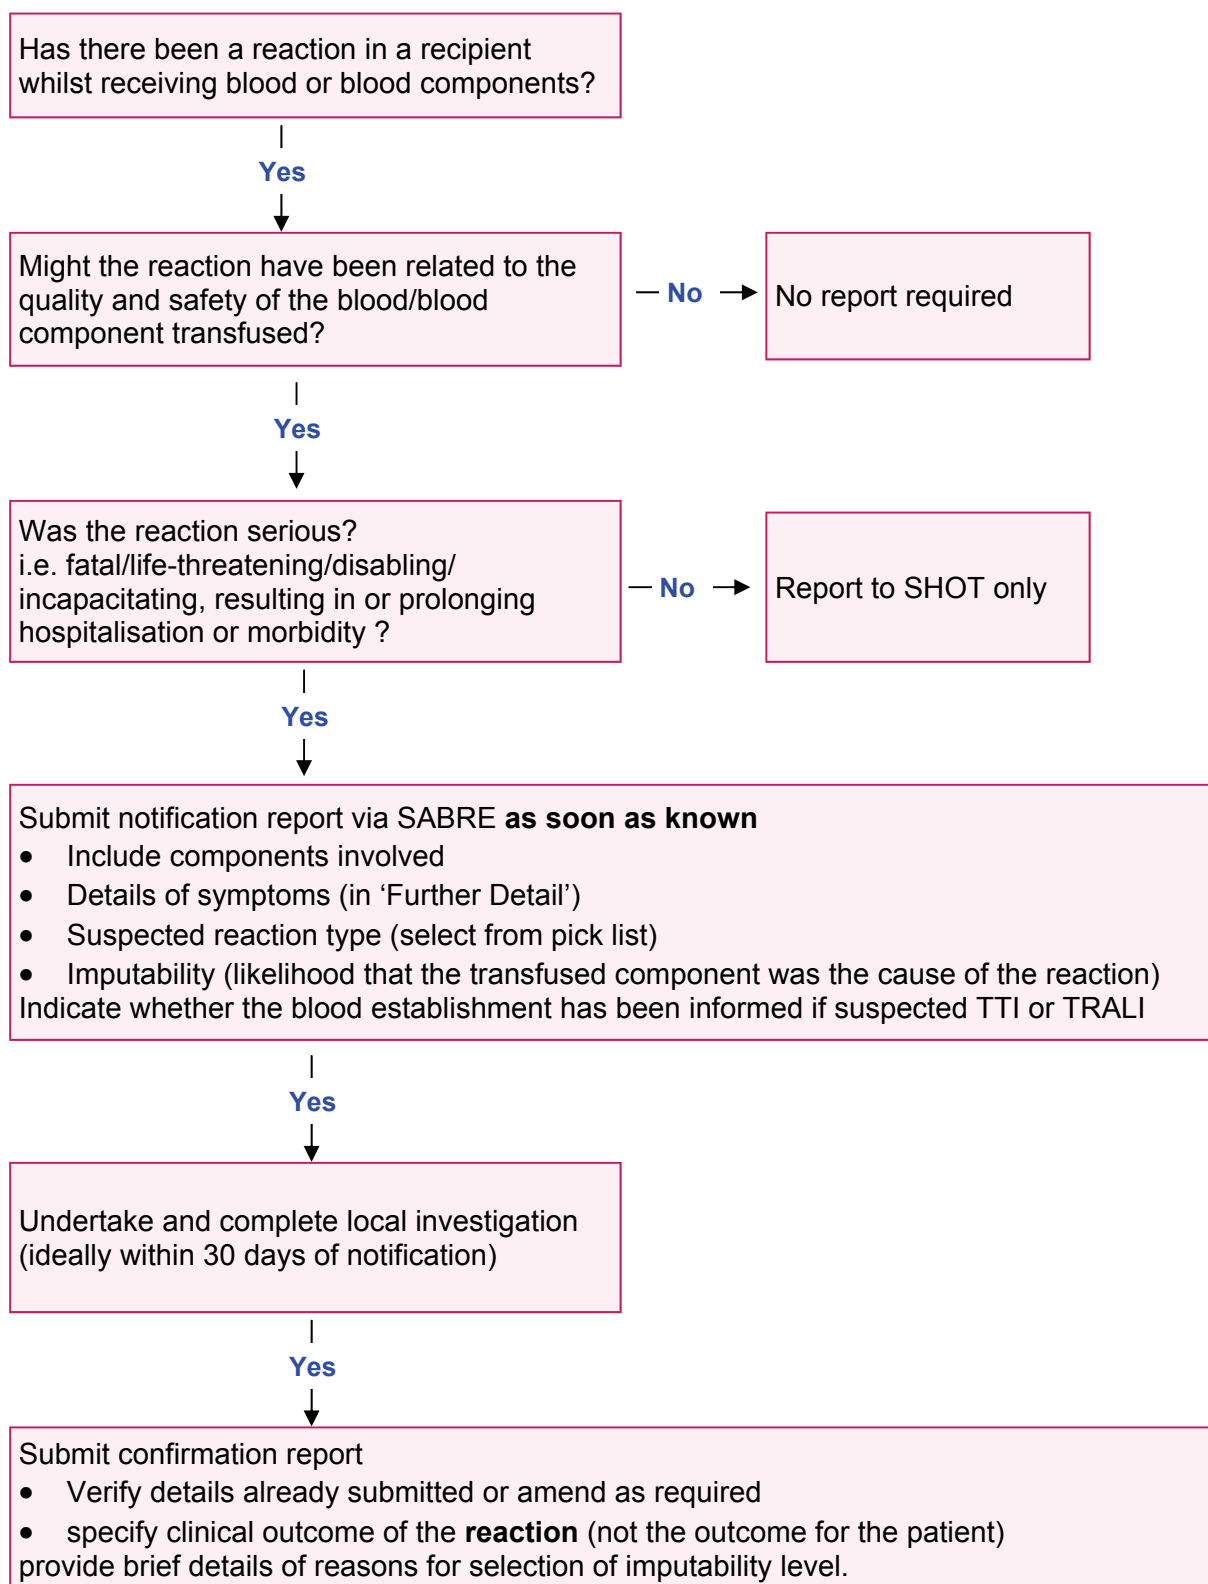 Has there been a reaction in a recipient
whilst receiving blood or blood components?
Yes
Might the reaction have been related to the
quality and safety of the blood/blood
component transfused?
No
No report required
Yes
Was the reaction serious?
i.e. fatal/life-threatening/disabling/
incapacitating, resulting in or prolonging
hospitalisation or morbidity ?
No
Report to SHOT only
Yes
Submit notification report via SABRE as soon as known
• Include components involved
• Details of symptoms (in ‘Further Detail’)
• Suspected reaction type (select from pick list)
• Imputability (likelihood that the transfused component was the cause of the reaction)
Indicate whether the blood establishment has been informed if suspected TTI or TRALI
Yes
Undertake and complete local investigation
(ideally within 30 days of notification)
Yes
Submit confirmation report
• Verify details already submitted or amend as required
• specify clinical outcome of the reaction (not the outcome for the patient)
provide brief details of reasons for selection of imputability level.